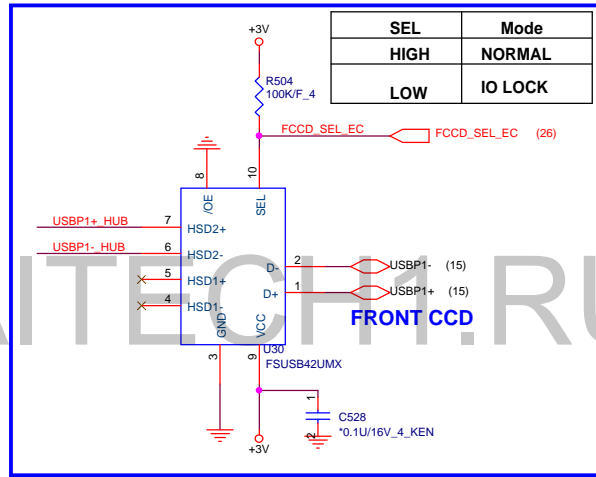 SEL Mode
HIGH NORMAL
LOW IO LOCK
+3V
R504
100K/F_4
FCCD_SEL_EC
FCCD_SEL_EC (26)
8
10
/OE
SEL
USBP1+_HUB
7
HSD2+
USBP1-_HUB
6
HSD2-
5
HSD1+
4
HSD1-
D-
2
USBP1- (15)
D+
1
USBP1+ (15)
FRONT CCD
AITECH1.RU
GND
VCC
U30
FSUSB42UMX
3
9
1
2
C528
*0.1U/16V_4_KEN
+3V